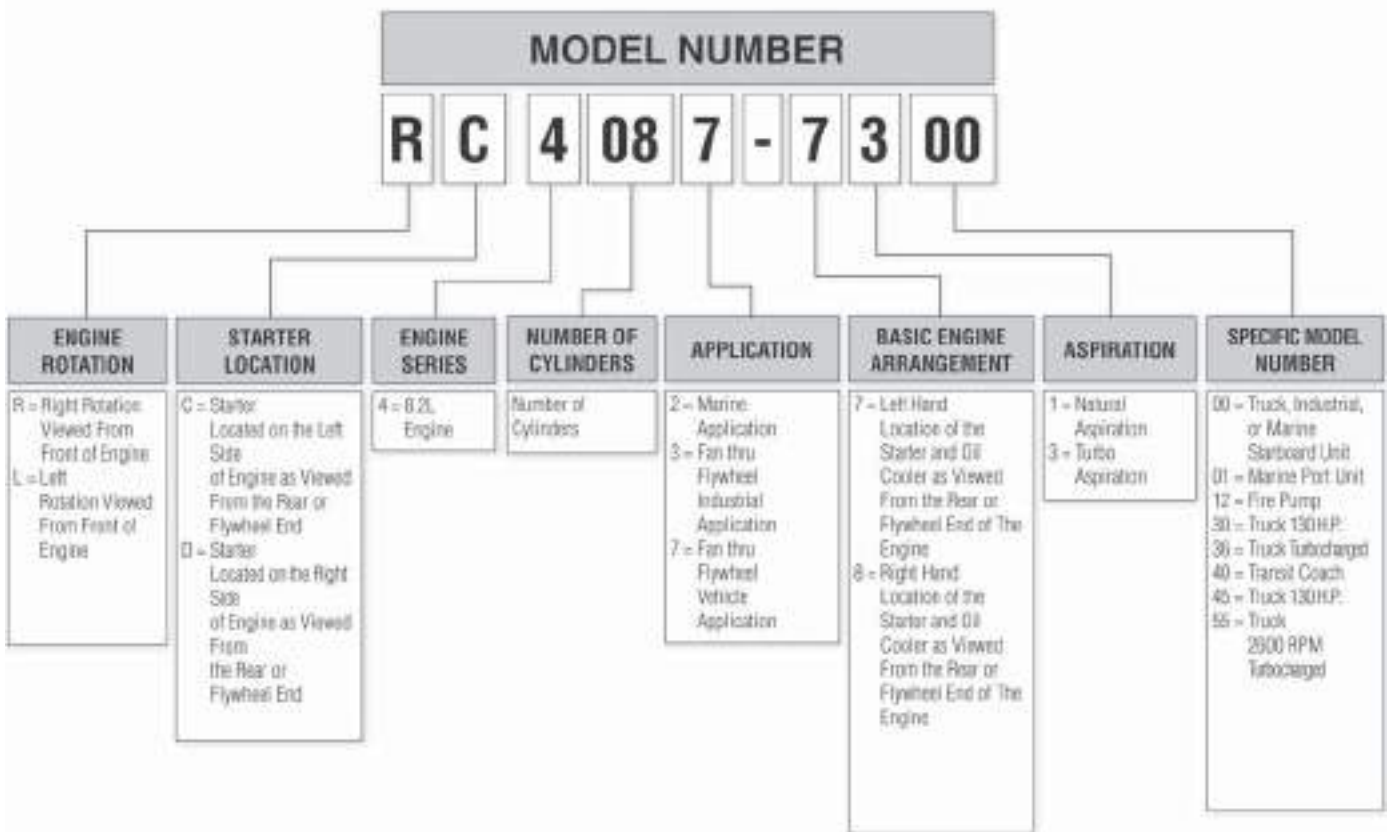 MODEL NUMBER
R C 4 08 7 - 7 3 00
ENGINE
ROTATION
R = Right Rotation
Viewed From
Front of Engine
L = Left
Rotation Viewed
From Front of
Engine
STARTER
LOCATION
C = Starter
Located on the Left
Side
of Engine as Viewed
From the Rear or
Flywheel End
D = Starter
Located on the Right
Side
of Engine as Viewed
From
the Rear or
Flywheel End
ENGINE
SERIES
4 = 8.2L
Engine
NUMBER OF
CYLINDERS
Number of
Cylinders
APPLICATION
2 = Marine
Application
3 = Fan thru
Flywheel
Industrial
Application
7 = Fan thru
Flywheel
Vehicle
Application
BASIC ENGINE
ARRANGEMENT
7 = Left Hand
Location of the
Starter and Oil
Cooler as Viewed
From the Rear or
Flywheel End of The
Engine
8 = Right Hand
Location of the
Starter and Oil
Cooler as Viewed
From the Rear or
Flywheel End of The
Engine
ASPIRATION
1 = Natural
Aspiration
3 = Turbo
Aspiration
SPECIFIC MODEL
NUMBER
00 = Truck, Industrial,
or Marine
Starboard Unit
01 = Marine Port Unit
12 = Fire Pump
30 = Truck 130 H.P.
36 = Truck Turbocharged
40 = Transit Coach
45 = Truck 130 H.P.
55 = Truck
2600 RPM
Turbocharged